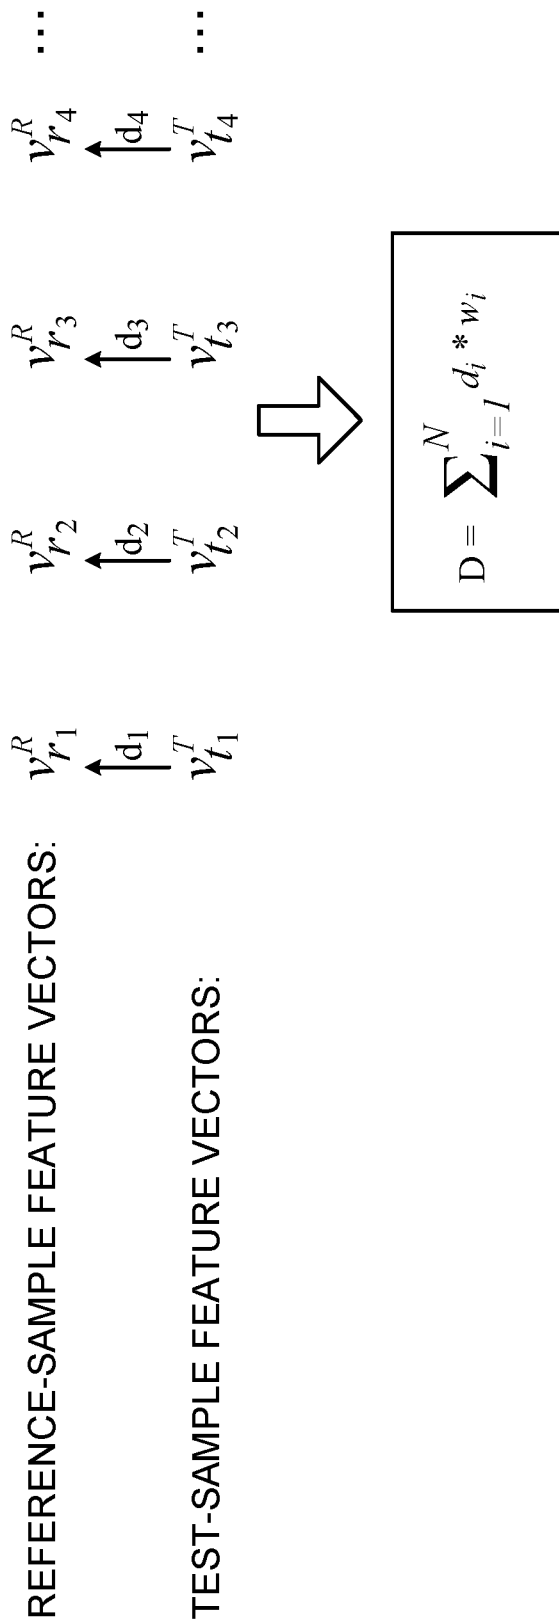 REFERENCE-SAMPLE FEATURE VECTORS: v^R_{r_1} v^R_{r_2} v^R_{r_3} v^R_{r_4} ...
d_1 d_2 d_3 d_4
TEST-SAMPLE FEATURE VECTORS: v^T_{t_1} v^T_{t_2} v^T_{t_3} v^T_{t_4} ...
D = ∑^N_{i=1} d_i * w_i